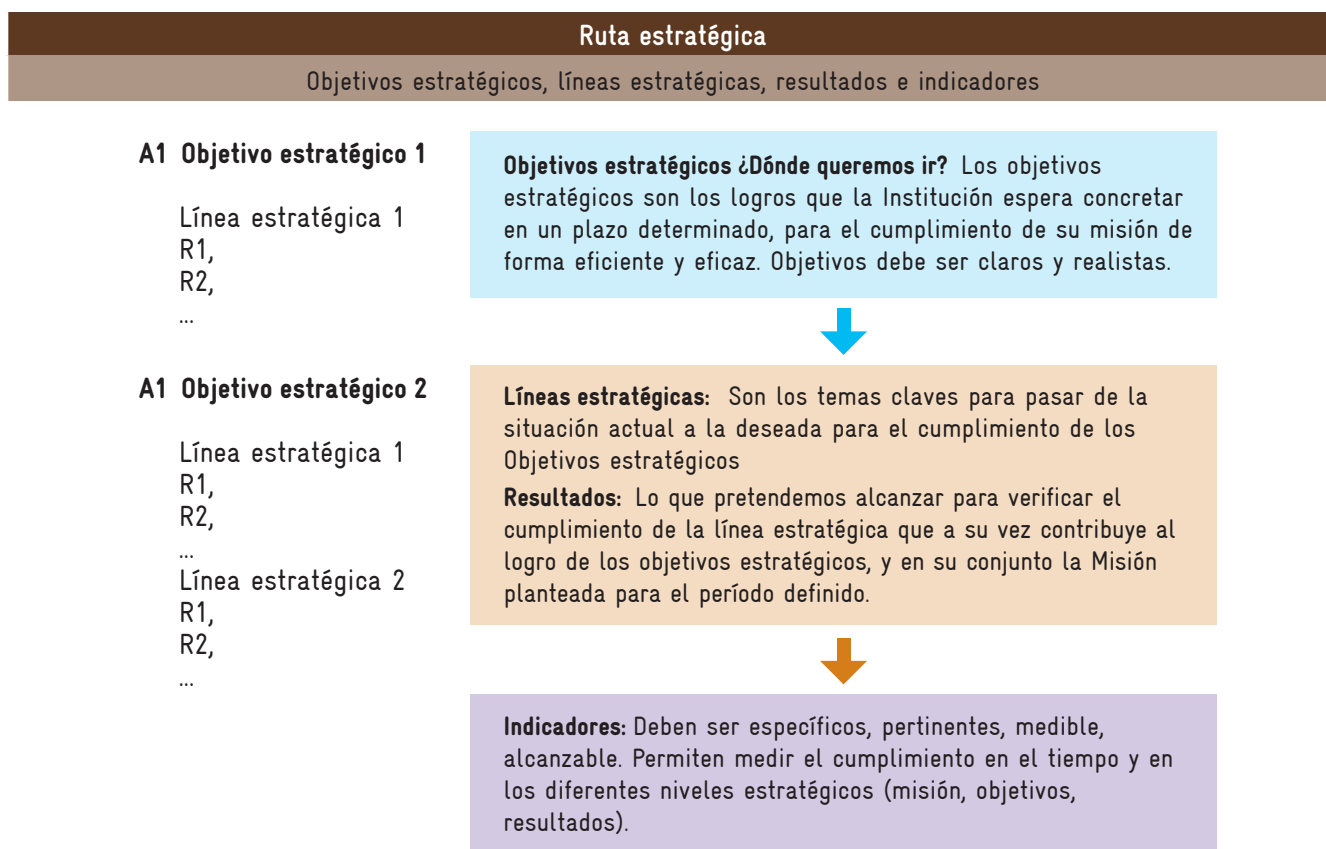 Ruta estratégica
Objetivos estratégicos, líneas estratégicas, resultados e indicadores
A1 Objetivo estratégico 1
Línea estratégica 1
R1,
R2,
...
A1 Objetivo estratégico 2
Línea estratégica 1
R1,
R2,
...
Línea estratégica 2
R1,
R2,
...
Objetivos estratégicos ¿Dónde queremos ir? Los objetivos
estratégicos son los logros que la Institución espera concretar
en un plazo determinado, para el cumplimiento de su misión de
forma eficiente y eficaz. Objetivos debe ser claros y realistas.
Líneas estratégicas: Son los temas claves para pasar de la
situación actual a la deseada para el cumplimiento de los
Objetivos estratégicos
Resultados: Lo que pretendemos alcanzar para verificar el
cumplimiento de la línea estratégica que a su vez contribuye al
logro de los objetivos estratégicos, y en su conjunto la Misión
planteada para el período definido.
Indicadores: Deben ser específicos, pertinentes, medible,
alcanzable. Permiten medir el cumplimiento en el tiempo y en
los diferentes niveles estratégicos (misión, objetivos,
resultados).